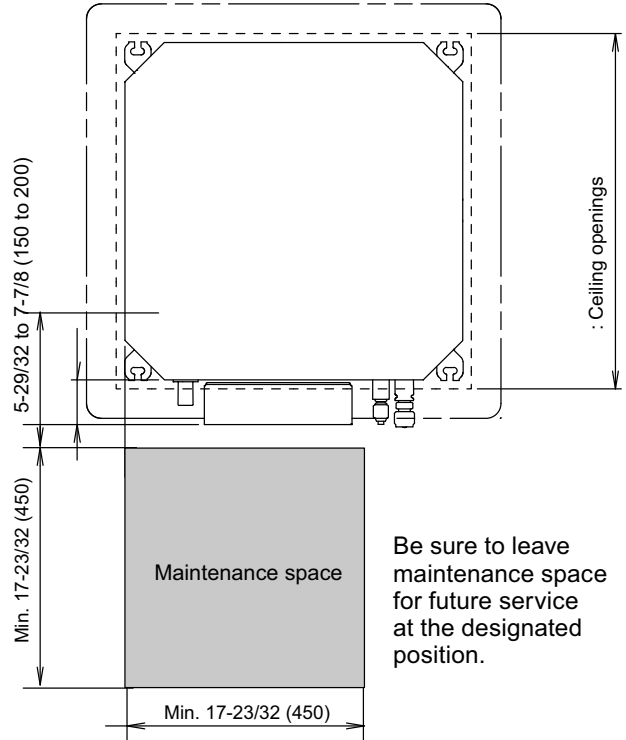 5-29/32 to 7-7/8 (150 to 200)
: Ceiling openings
Min. 17-23/32 (450)
Maintenance space
Be sure to leave
maintenance space
for future service
at the designated
position.
Min. 17-23/32 (450)